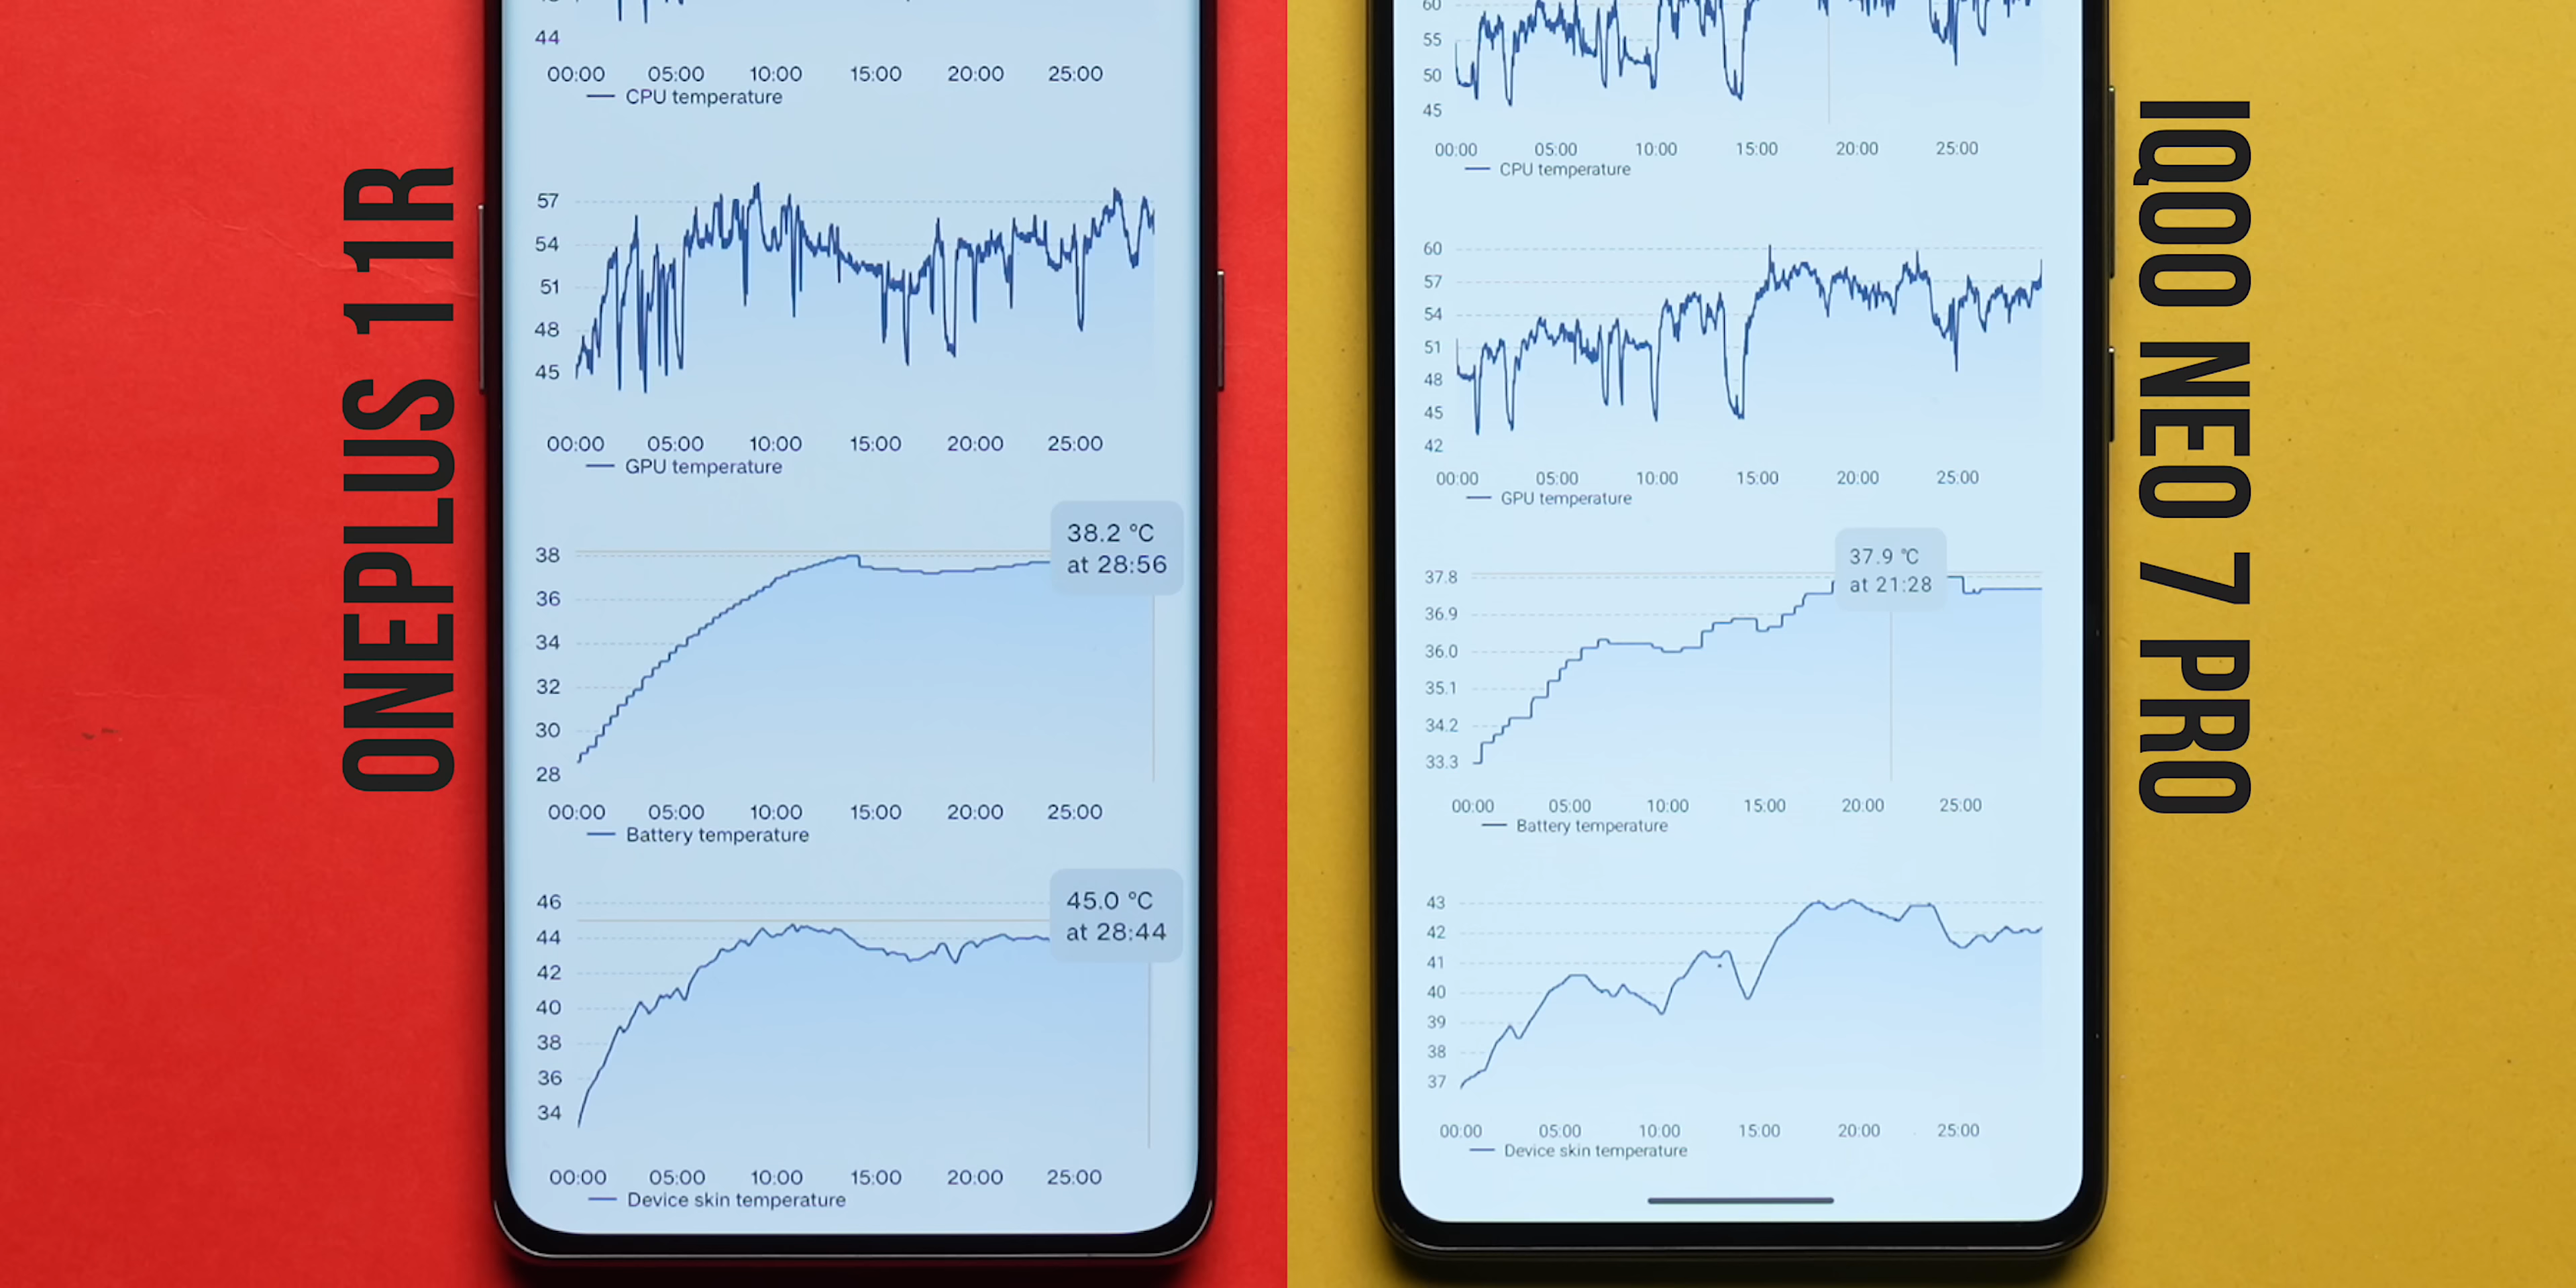 ONEPLUS 11R
44
00:00 05:00 10:00 15:00 20:00 25:00
CPU temperature
57
54
51
48
45
00:00 05:00 10:00 15:00 20:00 25:00
GPU temperature
38.2 °C
at 28:56
38
36
34
32
30
28
00:00 05:00 10:00 15:00 20:00 25:00
Battery temperature
45.0 °C
at 28:44
46
44
42
40
38
36
34
00:00 05:00 10:00 15:00 20:00 25:00
Device skin temperature
60
55
50
45
00:00 05:00 10:00 15:00 20:00 25:00
CPU temperature
60
57
54
51
48
45
42
00:00 05:00 10:00 15:00 20:00 25:00
GPU temperature
37.9 °C
at 21:28
37.8
36.9
36.0
35.1
34.2
33.3
00:00 05:00 10:00 15:00 20:00 25:00
Battery temperature
43
42
41
40
39
38
37
00:00 05:00 10:00 15:00 20:00 25:00
Device skin temperature
IQOO NEO 7 PRO